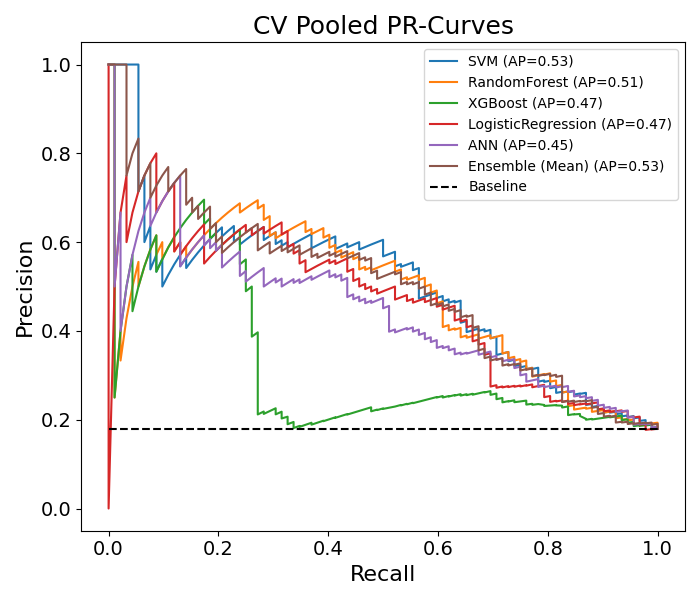 CV Pooled PR-Curves
SVM (AP=0.53)
RandomForest (AP=0.51)
XGBoost (AP=0.47)
LogisticRegression (AP=0.47)
ANN (AP=0.45)
Ensemble (Mean) (AP=0.53)
Baseline
Precision
1.0
0.8
0.6
0.4
0.2
0.0
0.0 0.2 0.4 0.6 0.8 1.0
Recall